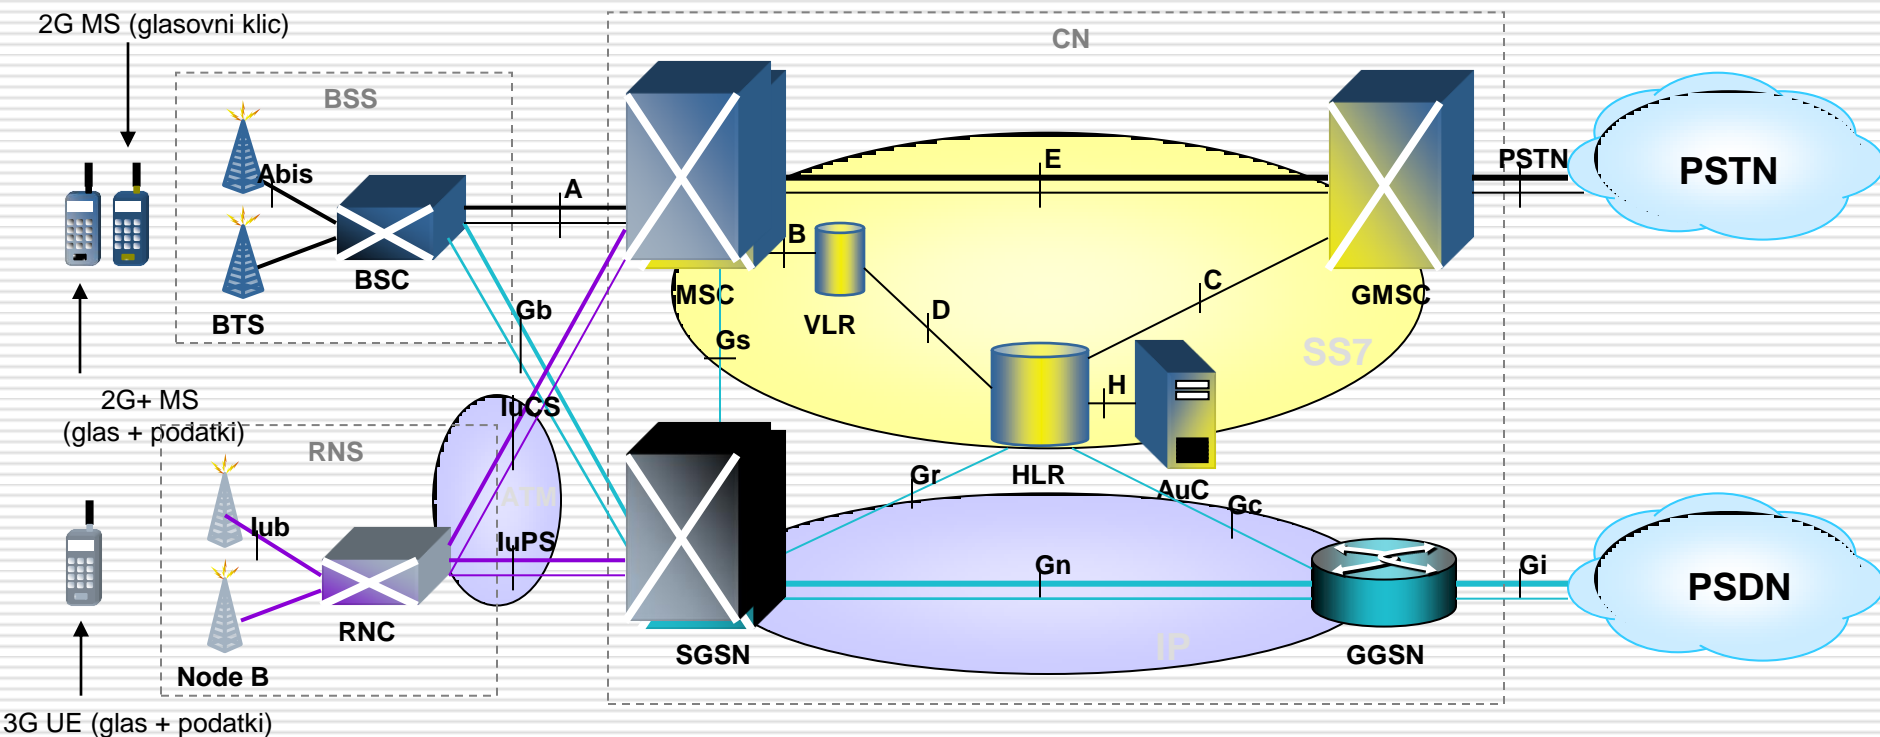 2G MS (glasovni klic)
CN
BSS
Abis
A
E
PSTN
PSTN
B
BSC
MSC
VLR
D
C
GMSC
BTS
Gb
Gs
SS7
H
2G+ MS
(glas + podatki)
IuCS
RNS
ATM
HLR
Gr
AuC
Gc
Iub
IuPS
Gn
Gi
PSDN
RNC
SGSN
IP
GGSN
Node B
3G UE (glas + podatki)